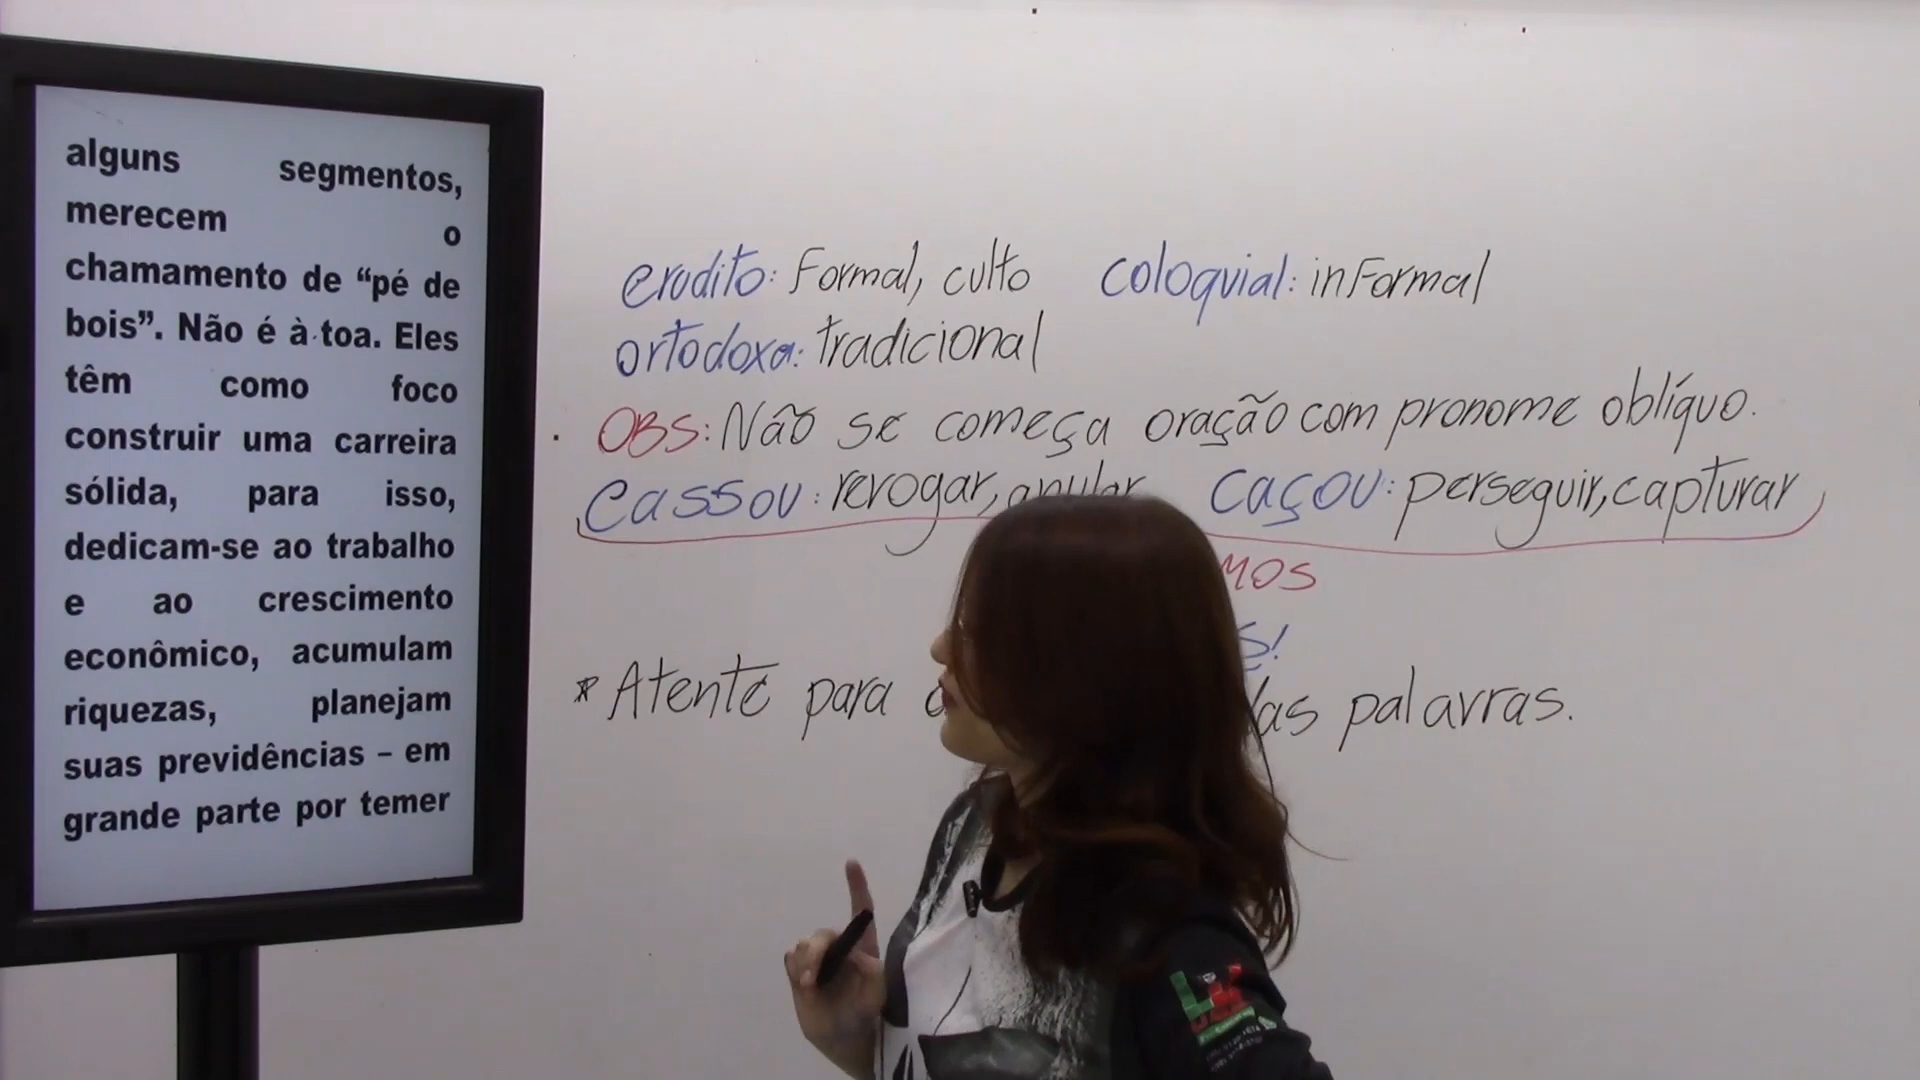 alguns segmentos,
merecem o
chamamento de “pé de
bois”. Não é à toa. Eles
têm como foco
construir uma carreira
sólida, para isso,
dedicam-se ao trabalho
e ao crescimento
econômico, acumulam
riquezas, planejam
suas previdências – em
grande parte por temer
erudito: Formal, culto coloquial: informal
ortodoxa: tradicional
OBS: Não se começa oração com pronome oblíquo.
Cassou: revogar, anular Caçou: perseguir, capturar
MOS
S!
* Atente para das palavras.